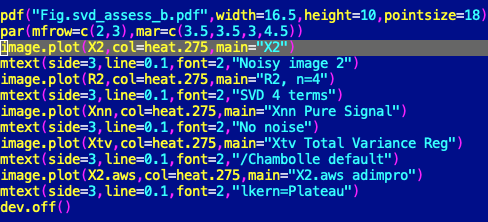 pdf("Fig.svd_assess_b.pdf",width=16.5,height=10,pointsize=18)
par(mfrow=c(2,3),mar=c(3.5,3.5,3,4.5))
image.plot(X2,col=heat.275,main="X2")
mtext(side=3,line=0.1,font=2,"Noisy image 2")
image.plot(R2,col=heat.275,main="R2, n=4")
mtext(side=3,line=0.1,font=2,"SVD 4 terms")
image.plot(Xnn,col=heat.275,main="Xnn Pure Signal")
mtext(side=3,line=0.1,font=2,"No noise")
image.plot(Xtv,col=heat.275,main="Xtv Total Variance Reg")
mtext(side=3,line=0.1,font=2,"/Chambolle default")
image.plot(X2.aws,col=heat.275,main="X2.aws adimpro")
mtext(side=3,line=0.1,font=2,"lkern=Plateau")
dev.off()